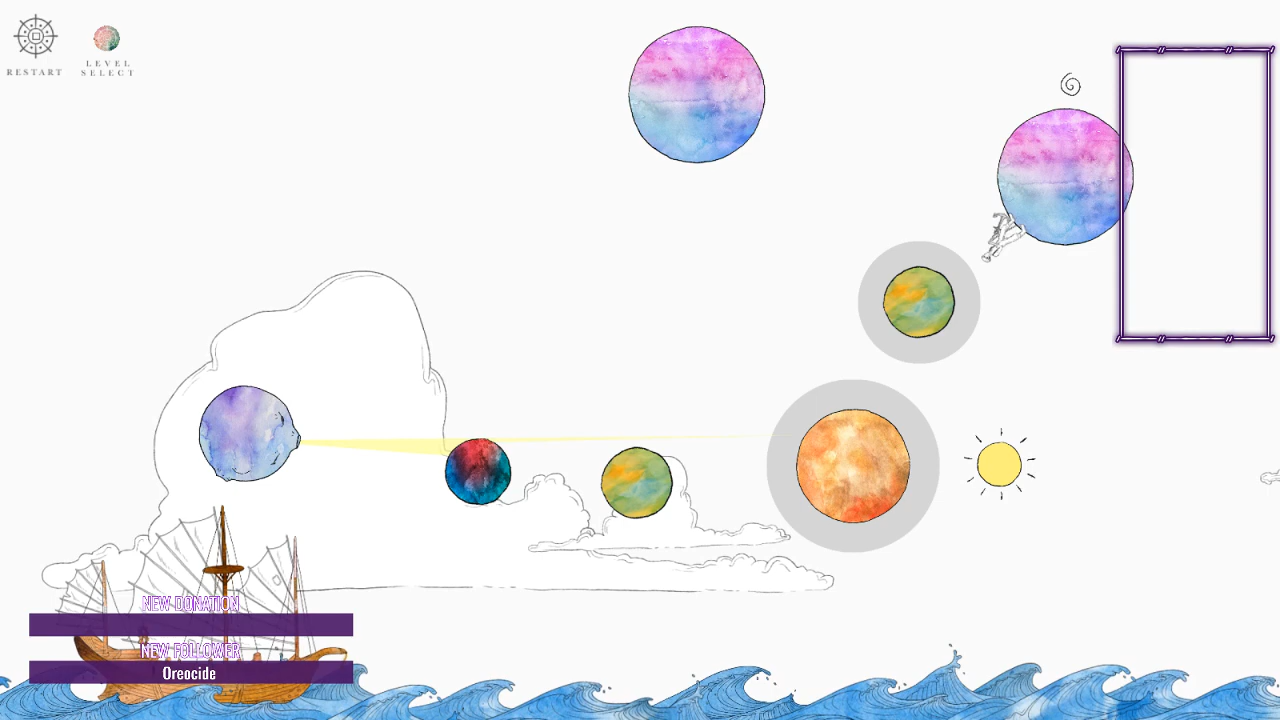 RESTART
LEVEL
SELECT
NEW DONATION
NEW FOLLOWER
Oreocide